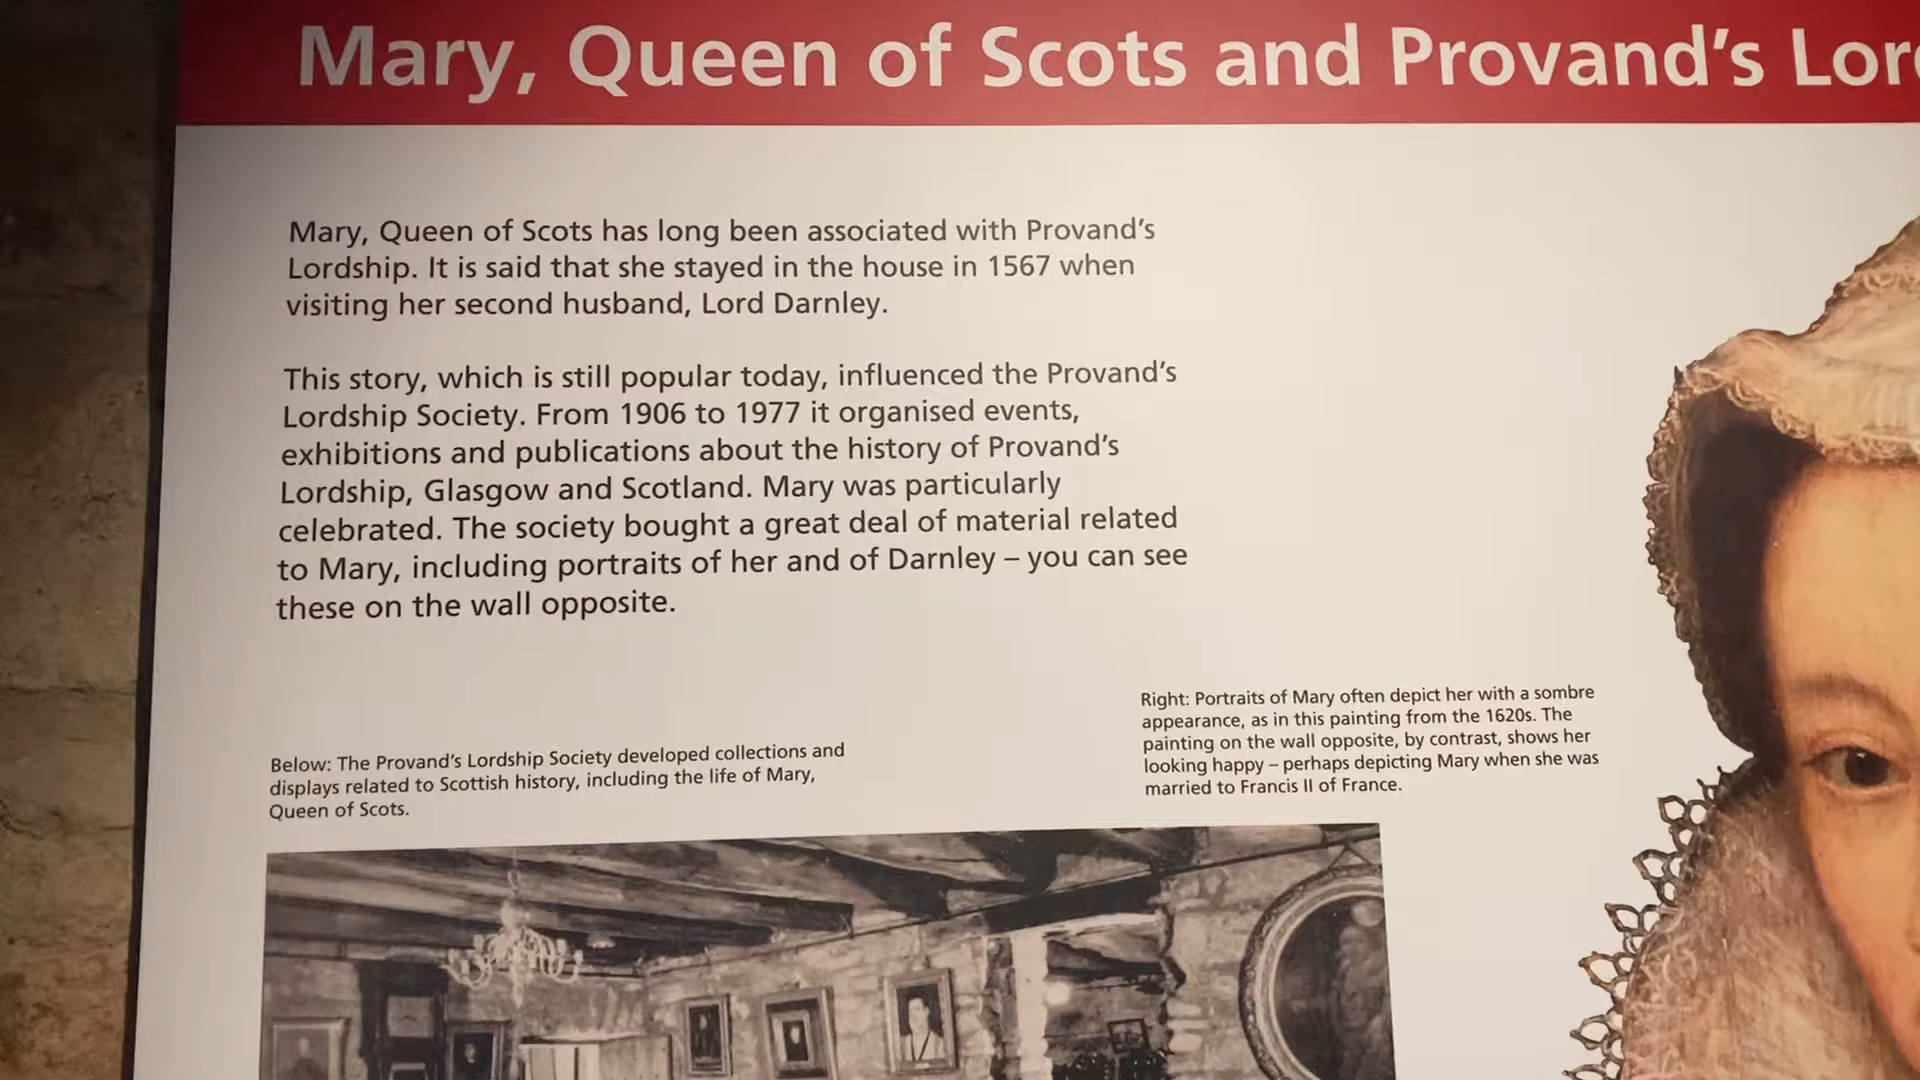 Mary, Queen of Scots and Provand's
Mary, Queen of Scots has long been associated with Provand's
Lordship. It is said that she stayed in the house in 1567 when
visiting her second husband, Lord Darnley.
This story, which is still popular today, influenced the Provand's
Lordship Society. From 1906 to 1977 it organised events,
exhibitions and publications about the history of Provand's
Lordship, Glasgow and Scotland. Mary was particularly
celebrated. The society bought a great deal of material related
to Mary, including portraits of her and of Darnley – you can see
these on the wall opposite.
Below: The Provand's Lordship Society developed collections and
displays related to Scottish history, including the life of Mary,
Queen of Scots.
Right: Portraits of Mary often depict her with a sombre
appearance, as in this painting from the 1620s. The
painting on the wall opposite, by contrast, shows her
looking happy – perhaps depicting Mary when she was
married to Francis II of France.